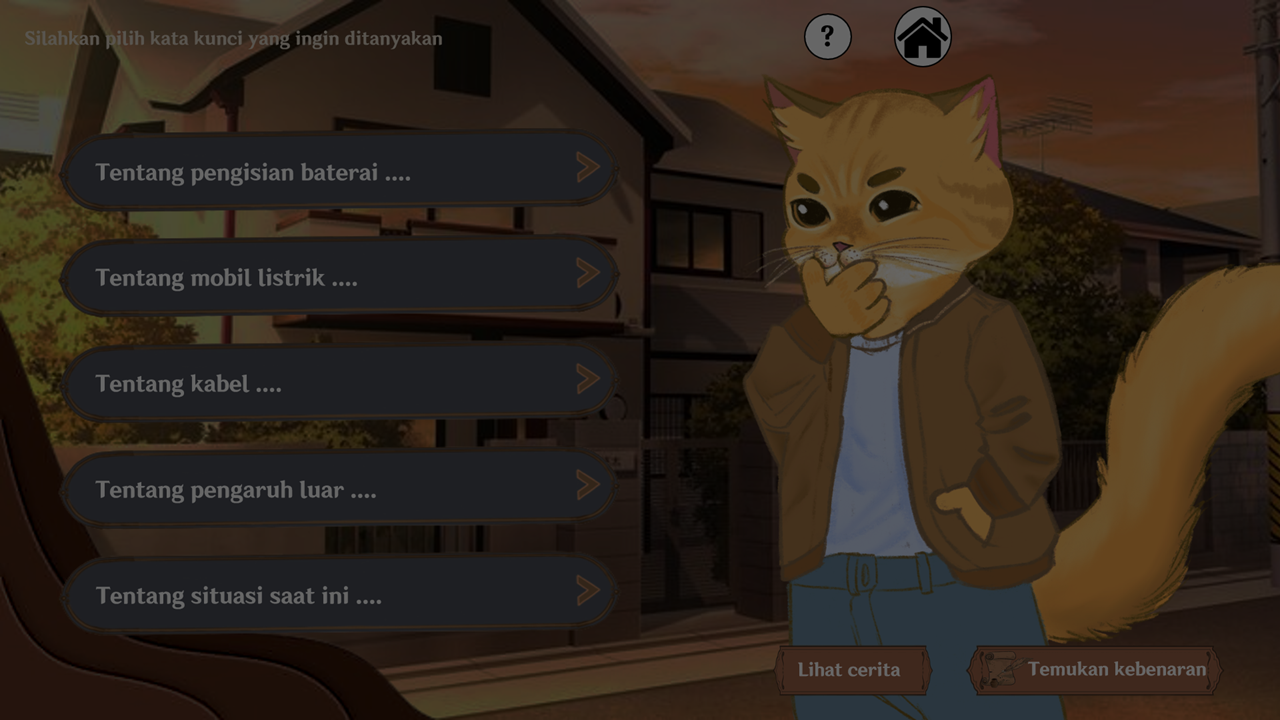 Silahkan pilih kata kunci yang ingin ditanyakan
?
Tentang pengisian baterai ....
Tentang mobil listrik ....
Tentang kabel ....
Tentang pengaruh luar ....
Tentang situasi saat ini ....
Lihat cerita
Temukan kebenaran